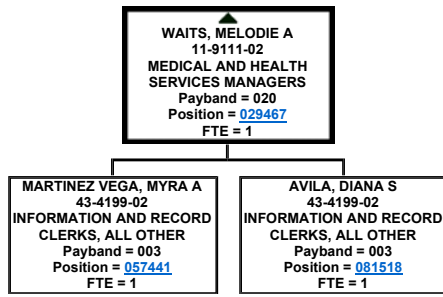 WAITS, MELODIE A
11-9111-02
MEDICAL AND HEALTH
SERVICES MANAGERS
Payband = 020
Position = 029467
FTE = 1
MARTINEZ VEGA, MYRA A
43-4199-02
INFORMATION AND RECORD
CLERKS, ALL OTHER
Payband = 003
Position = 057441
FTE = 1
AVILA, DIANA S
43-4199-02
INFORMATION AND RECORD
CLERKS, ALL OTHER
Payband = 003
Position = 081518
FTE = 1